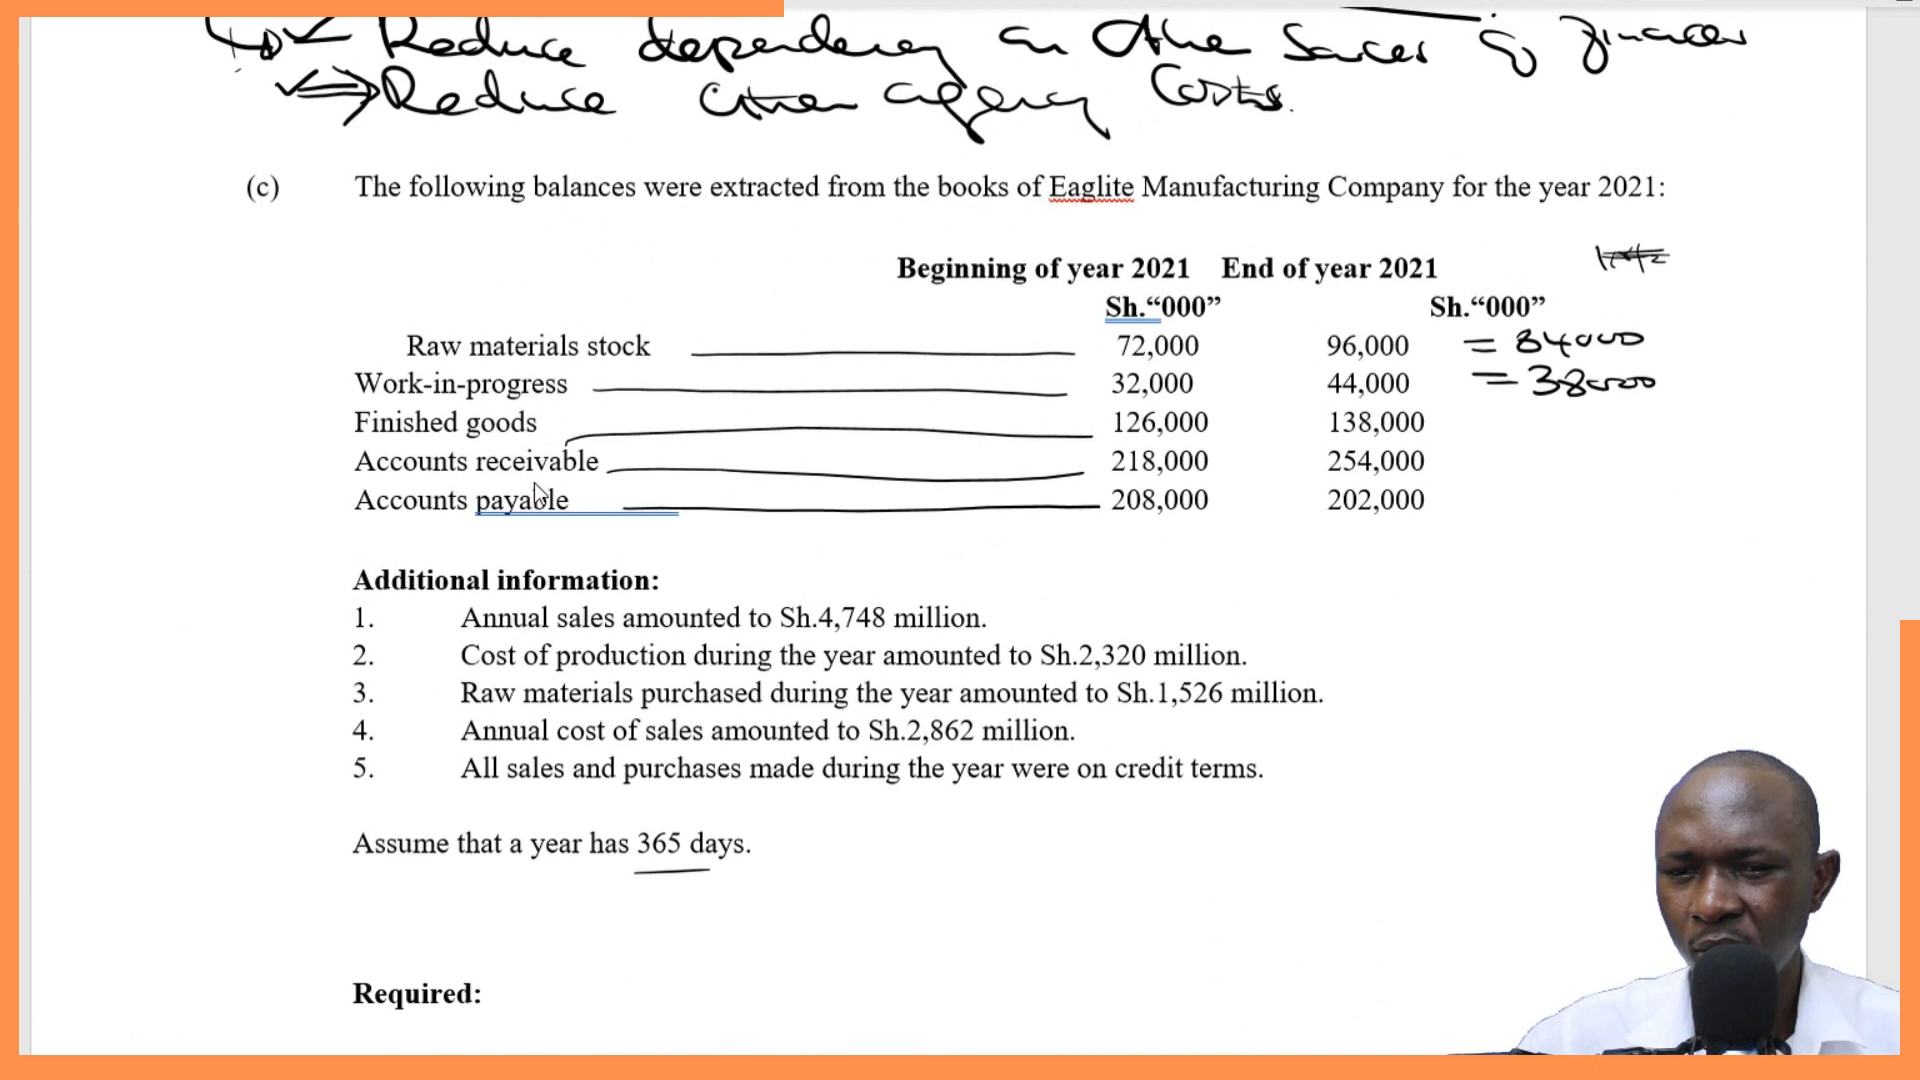 Reduce dependency on the Sources of finances
Reduce other agency Costs.
(c) The following balances were extracted from the books of Eaglite Manufacturing Company for the year 2021:
Beginning of year 2021 End of year 2021
Sh.“000” Sh.“000”
Raw materials stock 72,000 96,000 = 84000
Work-in-progress 32,000 44,000 = 38000
Finished goods 126,000 138,000
Accounts receivable 218,000 254,000
Accounts payable 208,000 202,000
Additional information:
1. Annual sales amounted to Sh.4,748 million.
2. Cost of production during the year amounted to Sh.2,320 million.
3. Raw materials purchased during the year amounted to Sh.1,526 million.
4. Annual cost of sales amounted to Sh.2,862 million.
5. All sales and purchases made during the year were on credit terms.
Assume that a year has 365 days.
Required: